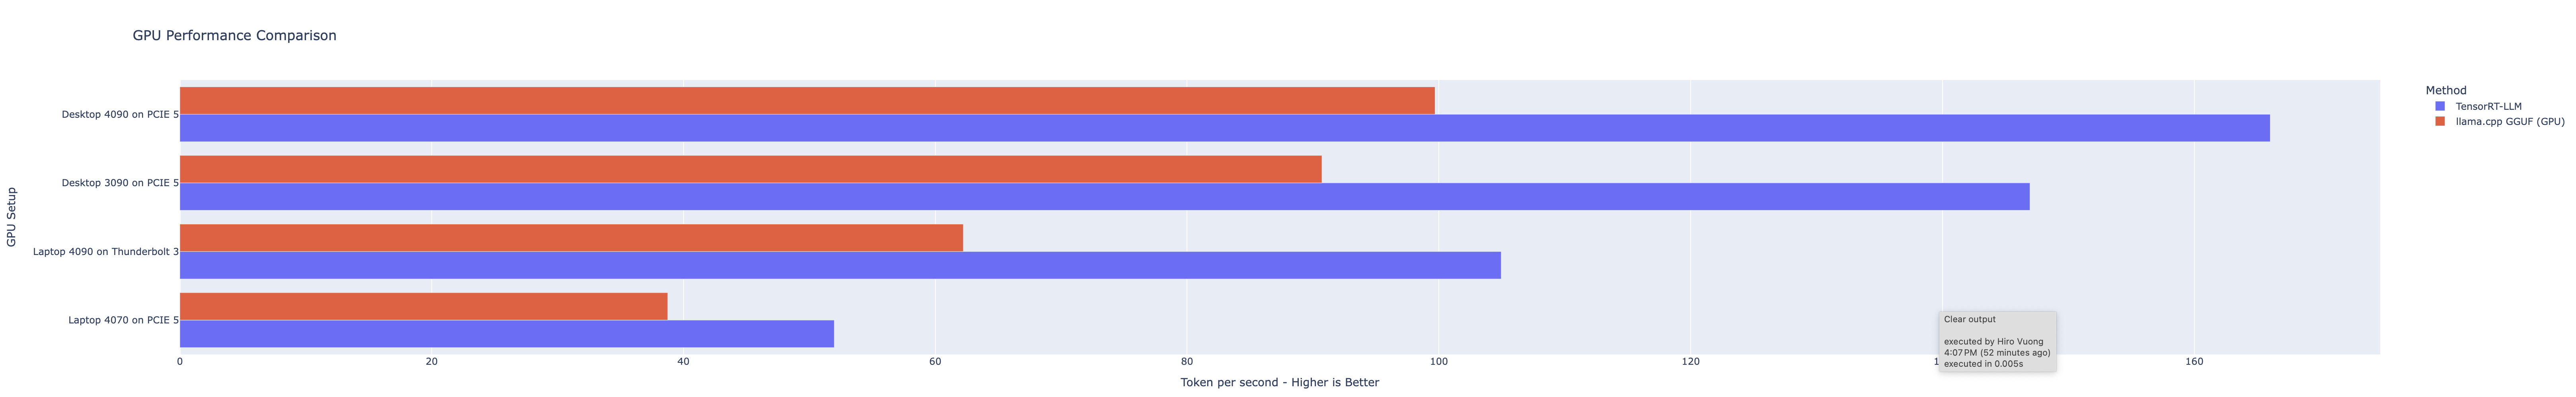 GPU Performance Comparison
Desktop 4090 on PCIE 5
Desktop 3090 on PCIE 5
Laptop 4090 on Thunderbolt 3
Laptop 4070 on PCIE 5
GPU Setup
0 20 40 60 80 100 120 160
Token per second - Higher is Better
Method
TensorRT-LLM
llama.cpp GGUF (GPU)
Clear output
executed by Hiro Vuong
4:07 PM (52 minutes ago)
executed in 0.005s